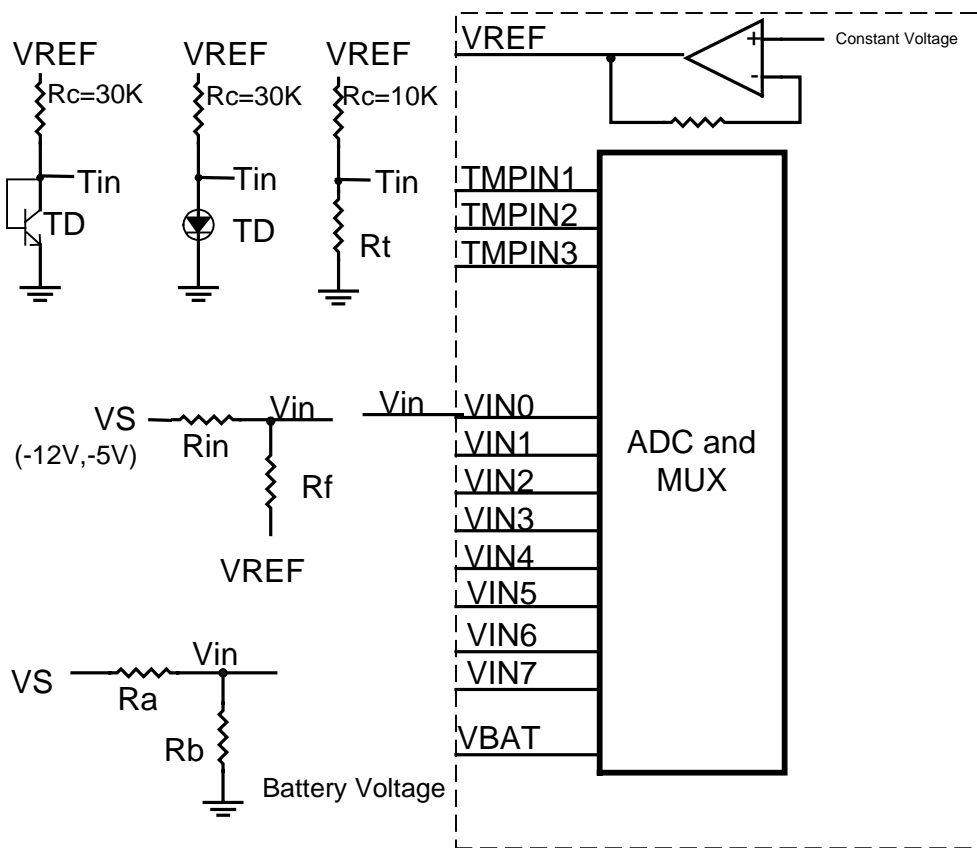 VREF
Constant Voltage
+
-
VREF VREF VREF
Rc=30K Rc=30K Rc=10K
Tin Tin Tin
TD TD Rt
TMPIN1
TMPIN2
TMPIN3
VS
(-12V,-5V)
Rin
Vin
Rf
VREF
Vin
VIN0
VIN1
VIN2
VIN3
VIN4
VIN5
VIN6
VIN7
VBAT
ADC and
MUX
VS
Ra
Vin
Rb
Battery Voltage